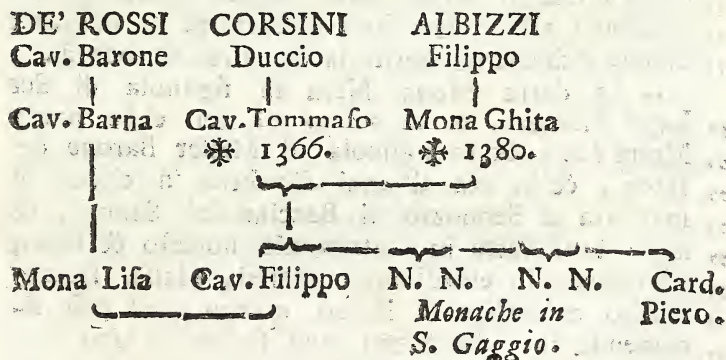 DE' ROSSI CORSINI ALBIZZI
Cav. Barone Duccio Filippo
Cav. Barna Cav. Tommaſo Mona Ghita
1366. 1380.
Mona Liſa Cav. Filippo N. N. N. N. Card.
Monache in Piero.
S. Gaggio.